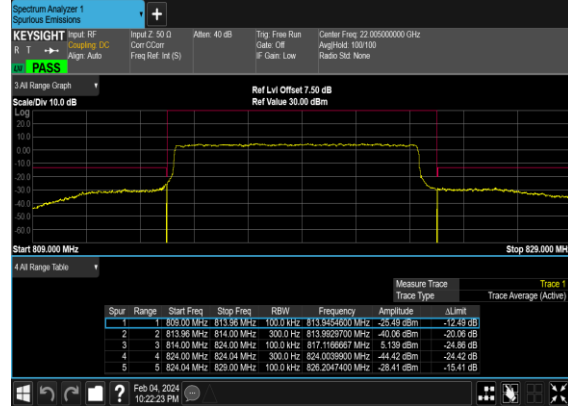 Spectrum Analyzer 1
Spurious Emissions
+
KEYSIGHT Input: RF Input Z: 50 Ω Atten: 40 dB Trig: Free Run Center Freq: 22.005000000 GHz
R T Coupling: DC Corr CCorr Gate: Off Avg|Hold: 100/100
Align: Auto Freq Ref: Int (S) IF Gain: Low Radio Std: None
PASS
3 All Range Graph Ref Lvl Offset 7.50 dB
Scale/Div 10.0 dB Ref Value 30.00 dBm
Log
20.0
10.0
0.0
-10.0
-20.0
-30.0
-40.0
-50.0
-60.0
Start 809.000 MHz Stop 829.000 MH
4 All Range Table
Measure Trace Trace 1
Trace Type Trace Average (Active)
Spur Range Start Freq Stop Freq RBW Frequency Amplitude ΔLimit
1 1 809.00 MHz 813.96 MHz 100.0 kHz 813.9454600 MHz -25.49 dBm -12.49 dB
2 2 813.96 MHz 814.00 MHz 300.0 Hz 813.9929700 MHz -40.06 dBm -20.06 dB
3 3 814.00 MHz 824.00 MHz 100.0 kHz 817.1166667 MHz 5.139 dBm -24.86 dB
4 4 824.00 MHz 824.04 MHz 300.0 Hz 824.0039900 MHz -44.42 dBm -24.42 dB
5 5 824.04 MHz 829.00 MHz 100.0 kHz 826.2047400 MHz -28.41 dBm -15.41 dB
? Feb 04, 2024
10:22:23 PM